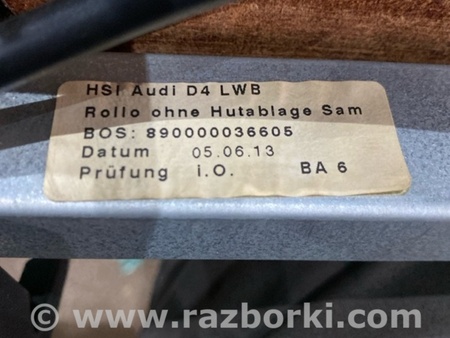 HSI Audi D4 LWB
Rollo ohne Hutablage Sam
BOS: 890000036605
Datum 05.06.13
Prüfung i.O. BA 6
www.razborki.com